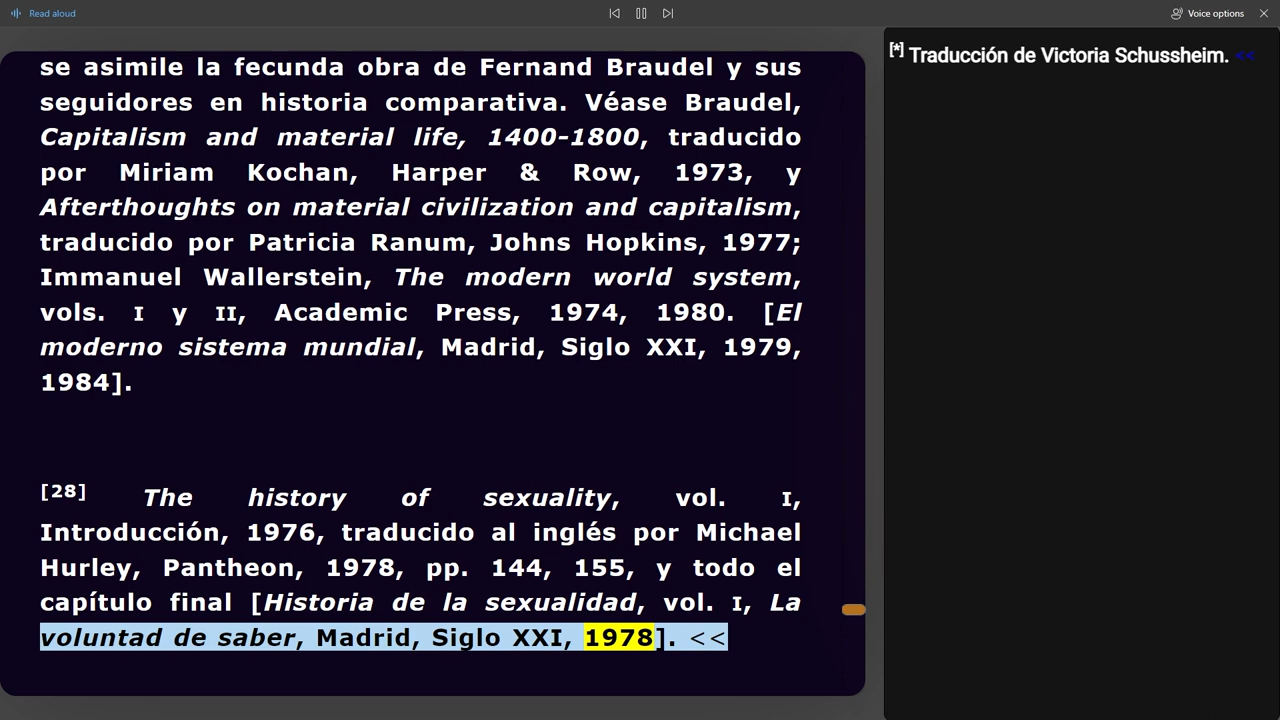 Read aloud
Voice options
se asimile la fecunda obra de Fernand Braudel y sus
seguidores en historia comparativa. Véase Braudel,
Capitalism and material life, 1400-1800, traducido
por Miriam Kochan, Harper & Row, 1973, y
Afterthoughts on material civilization and capitalism,
traducido por Patricia Ranum, Johns Hopkins, 1977;
Immanuel Wallerstein, The modern world system,
vols. I y II, Academic Press, 1974, 1980. [El
moderno sistema mundial, Madrid, Siglo XXI, 1979,
1984].
[28] The history of sexuality, vol. I,
Introducción, 1976, traducido al inglés por Michael
Hurley, Pantheon, 1978, pp. 144, 155, y todo el
capítulo final [Historia de la sexualidad, vol. I, La
voluntad de saber, Madrid, Siglo XXI, 1978]. <<
[*] Traducción de Victoria Schussheim. <<